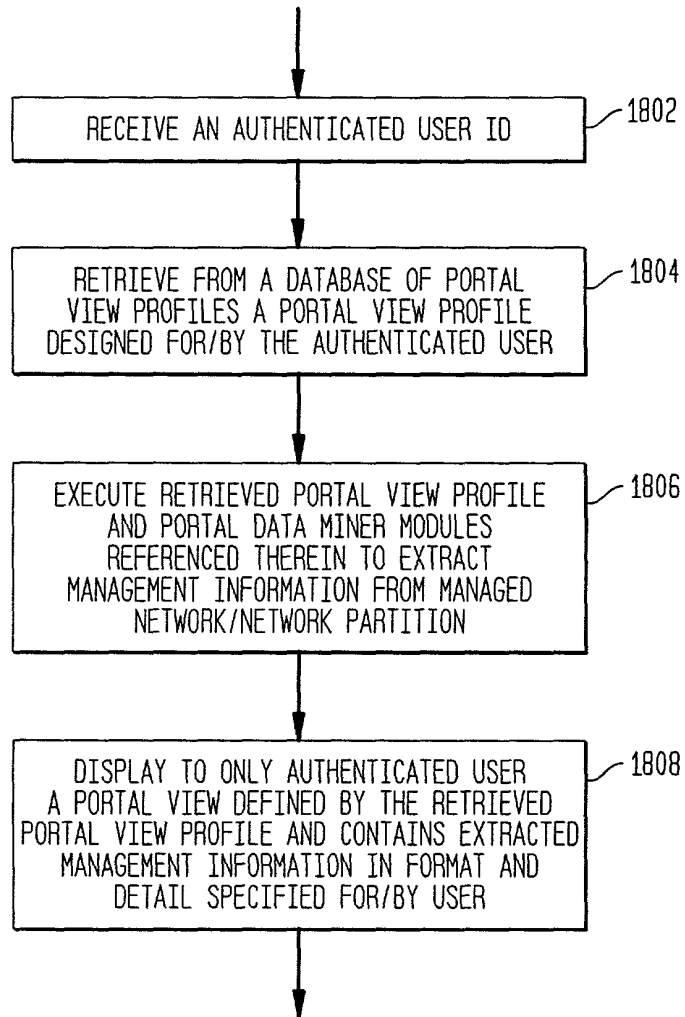 RECEIVE AN AUTHENTICATED USER ID
1802
RETRIEVE FROM A DATABASE OF PORTAL
VIEW PROFILES A PORTAL VIEW PROFILE
DESIGNED FOR/BY THE AUTHENTICATED USER
1804
EXECUTE RETRIEVED PORTAL VIEW PROFILE
AND PORTAL DATA MINER MODULES
REFERENCED THEREIN TO EXTRACT
MANAGEMENT INFORMATION FROM MANAGED
NETWORK/NETWORK PARTITION
1806
DISPLAY TO ONLY AUTHENTICATED USER
A PORTAL VIEW DEFINED BY THE RETRIEVED
PORTAL VIEW PROFILE AND CONTAINS EXTRACTED
MANAGEMENT INFORMATION IN FORMAT AND
DETAIL SPECIFIED FOR/BY USER
1808